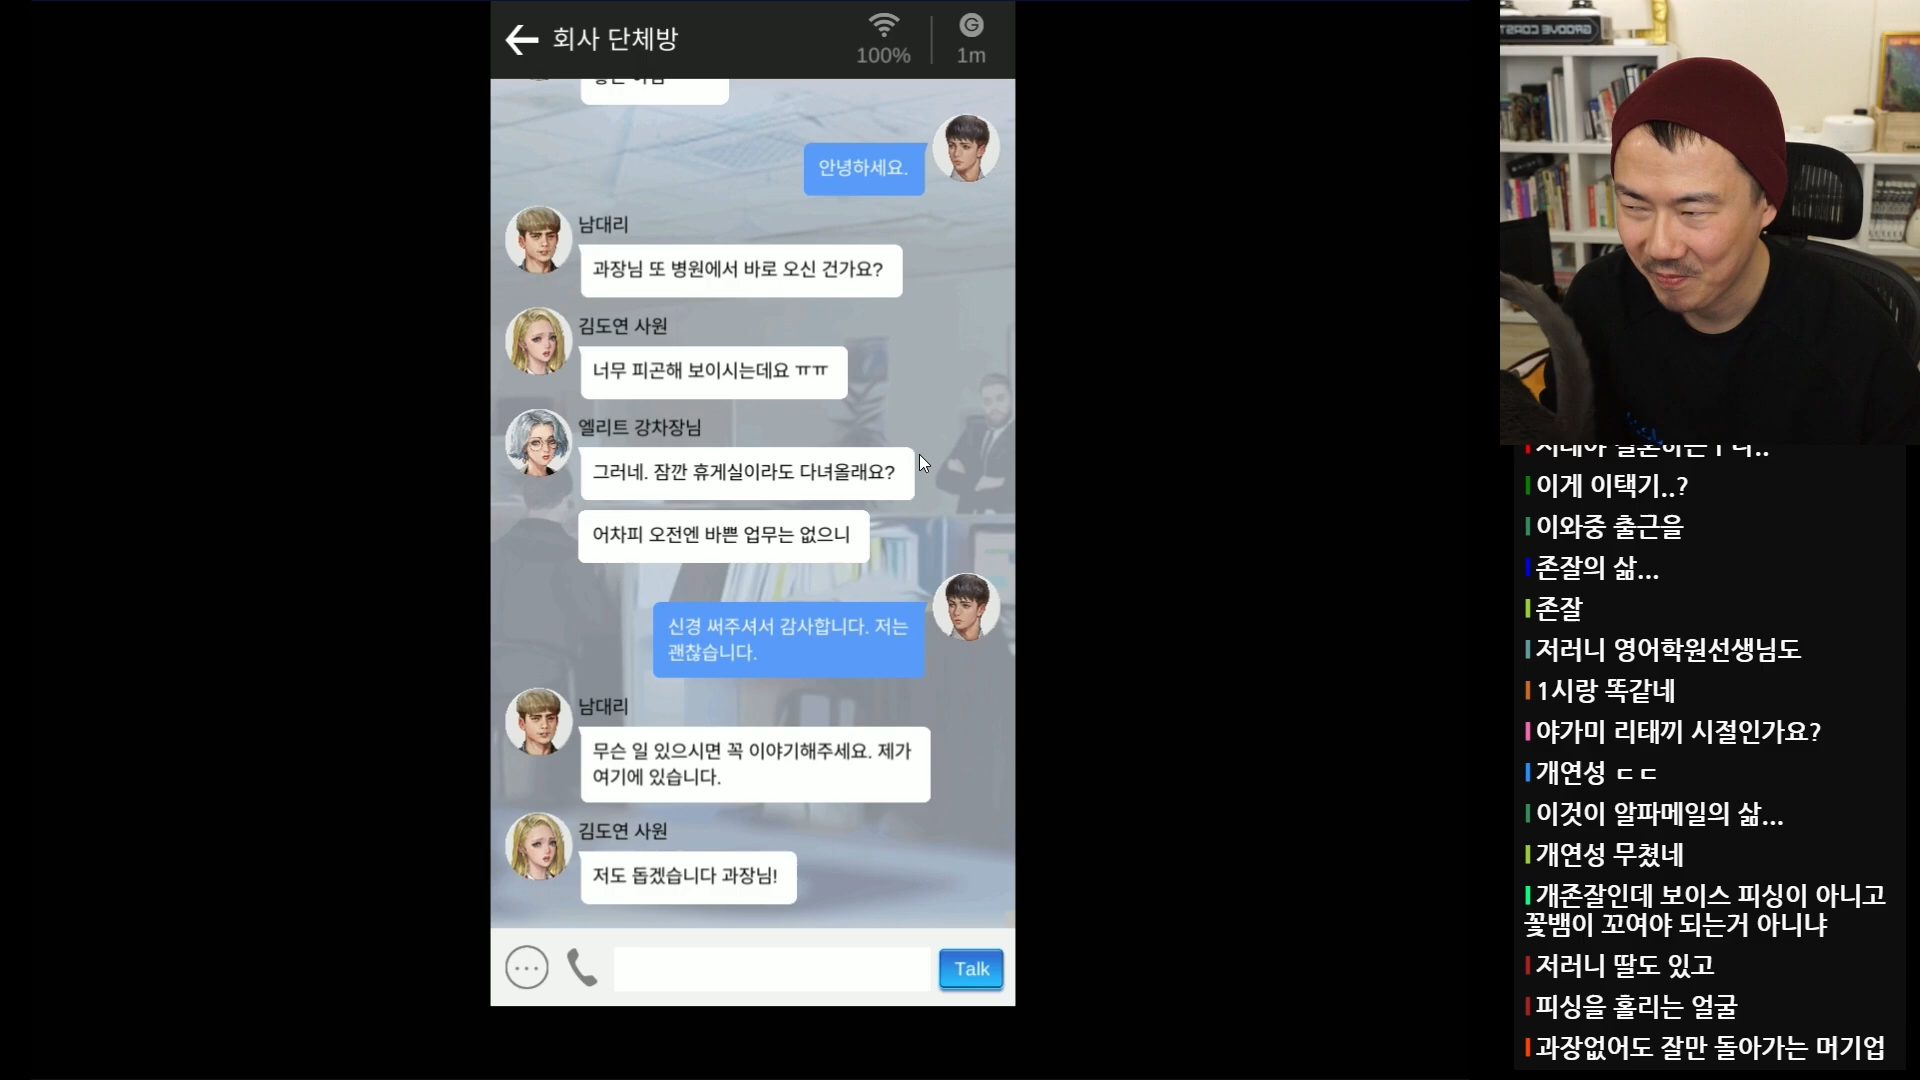 회사 단체방
100%
G
1m
안녕하세요.
남대리
과장님 또 병원에서 바로 오신 건가요?
김도연 사원
너무 피곤해 보이시는데요 ㅠㅠ
엘리트 강차장님
그러네. 잠깐 휴게실이라도 다녀올래요?
어차피 오전엔 바쁜 업무는 없으니
신경 써주셔서 감사합니다. 저는
괜찮습니다.
남대리
무슨 일 있으시면 꼭 이야기해주세요. 제가
여기에 있습니다.
김도연 사원
저도 돕겠습니다 과장님!
Talk
이게 이택기..?
이와중 출근을
존잘의 삶...
존잘
저러니 영어학원선생님도
1시랑 똑같네
야가미 리태끼 시절인가요?
개연성 ㄷㄷ
이것이 알파메일의 삶...
개연성 무쳤네
개존잘인데 보이스 피싱이 아니고
꽃뱀이 꼬여야 되는거 아니냐
저러니 딸도 있고
피싱을 홀리는 얼굴
과장없어도 잘만 돌아가는 머기업